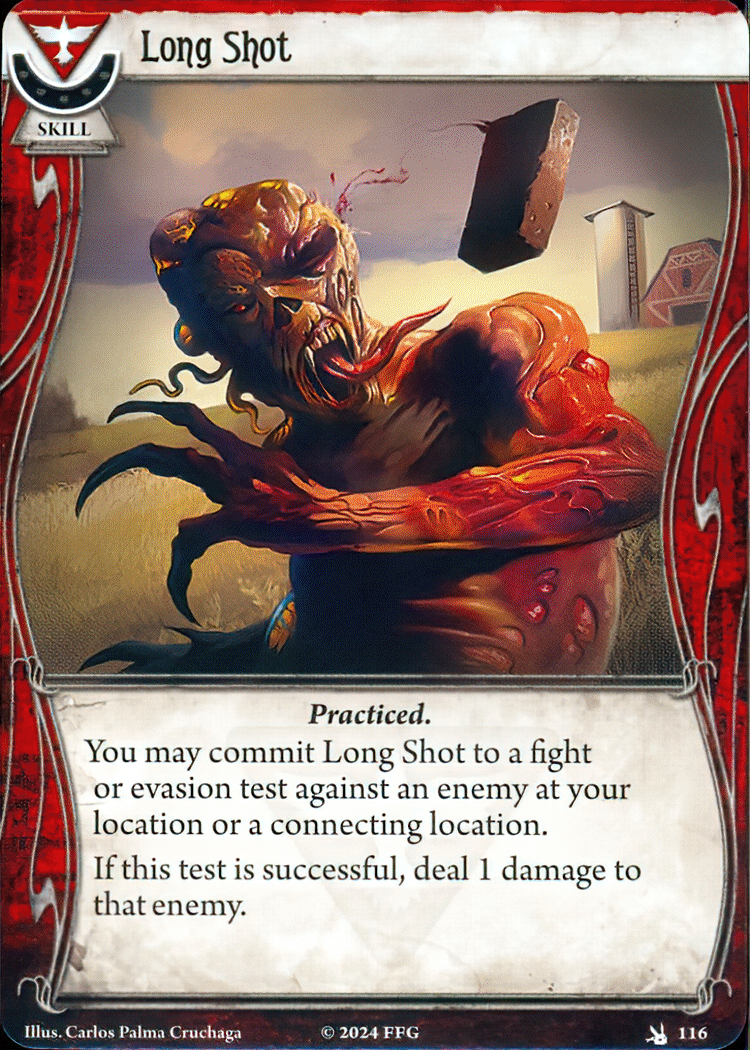 Long Shot
SKILL
Practiced.
You may commit Long Shot to a fight
or evasion test against an enemy at your
location or a connecting location.
If this test is successful, deal 1 damage to
that enemy.
Illus. Carlos Palma Cruchaga
© 2024 FFG
116